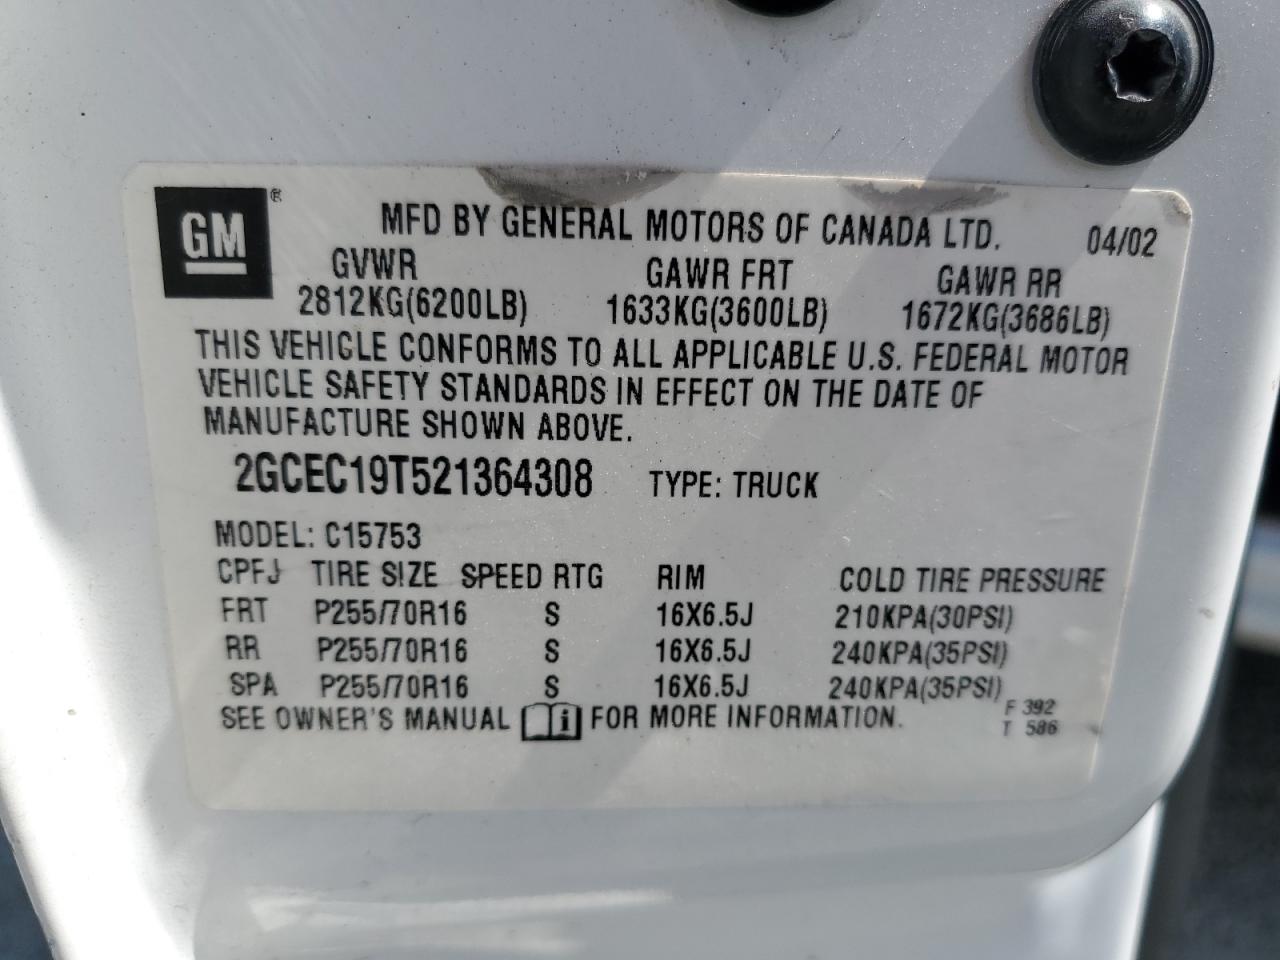 GM ® MFD BY GENERAL MOTORS OF CANADA LTD. 04/02
GVWR GAWR FRT GAWR RR
2812KG(6200LB) 1633KG(3600LB) 1672KG(3686LB)
THIS VEHICLE CONFORMS TO ALL APPLICABLE U.S. FEDERAL MOTOR
VEHICLE SAFETY STANDARDS IN EFFECT ON THE DATE OF
MANUFACTURE SHOWN ABOVE.
2GCEC19T521364308 TYPE: TRUCK
MODEL: C15753
CPFJ TIRE SIZE SPEED RTG RIM COLD TIRE PRESSURE
FRT P255/70R16 S 16X6.5J 210KPA(30PSI)
RR P255/70R16 S 16X6.5J 240KPA(35PSI)
SPA P255/70R16 S 16X6.5J 240KPA(35PSI)
SEE OWNER'S MANUAL i FOR MORE INFORMATION.
F 392
T 586